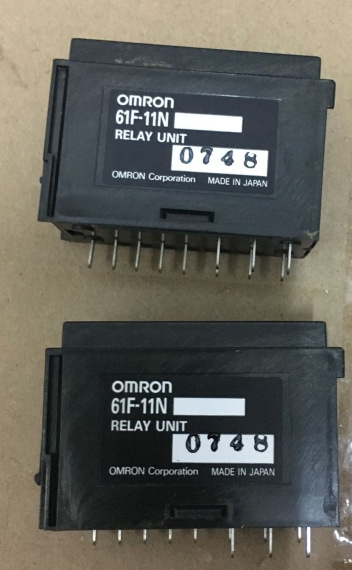 OMRON
61F-11N
RELAY UNIT
0748
OMRON Corporation MADE IN JAPAN
OMRON
61F-11N
RELAY UNIT
0748
OMRON Corporation MADE IN JAPAN